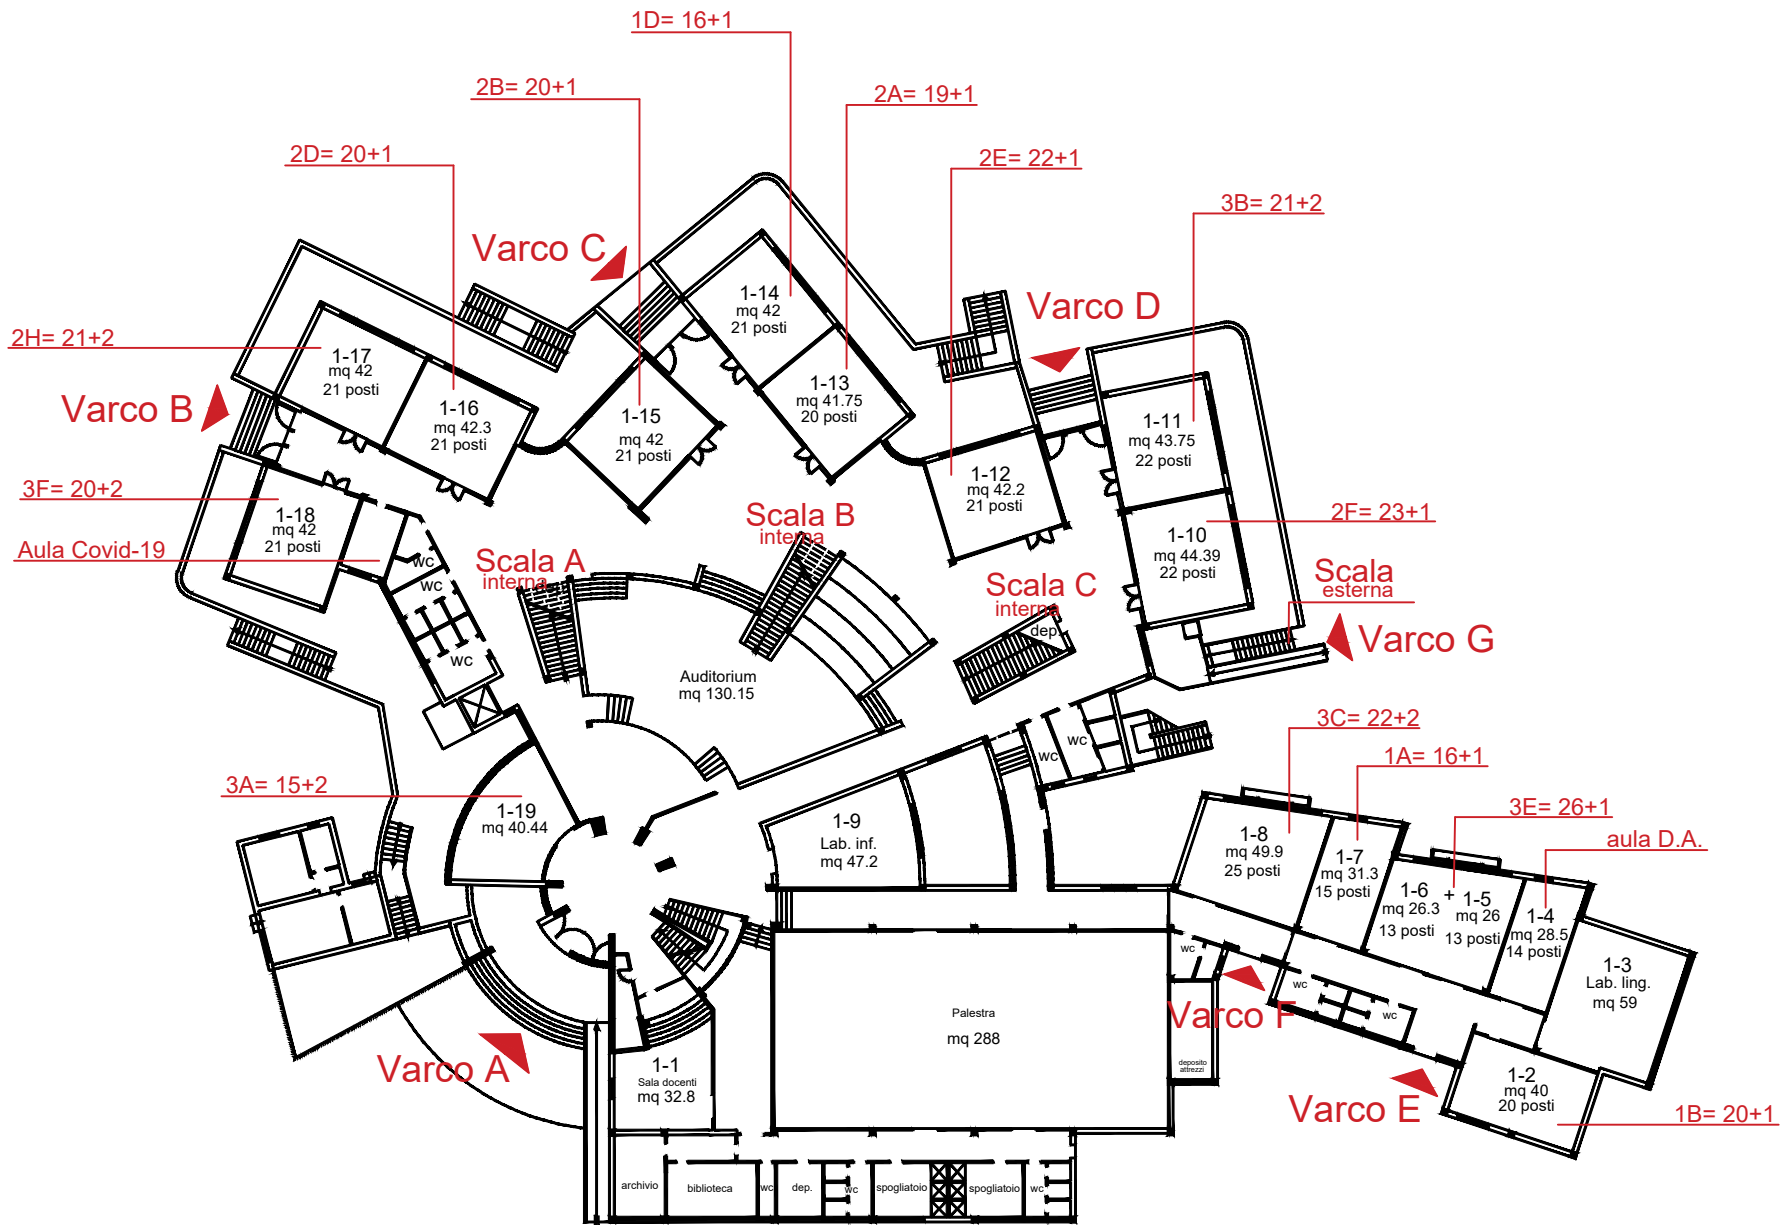 1D= 16+1
2B= 20+1
2A= 19+1
2D= 20+1
2E= 22+1
3B= 21+2
Varco C
Varco D
2H= 21+2
Varco B
1-17
mq 42
21 posti
1-16
mq 42.3
21 posti
1-15
mq 42
21 posti
1-14
mq 42
21 posti
1-13
mq 41.75
20 posti
1-12
mq 42.2
21 posti
1-11
mq 43.75
22 posti
3F= 20+2
1-18
mq 42
21 posti
Aula Covid-19
wc
wc
wc
Scala A
interna
Scala B
interna
Scala C
interna
dep.
2F= 23+1
1-10
mq 44.39
22 posti
Scala
esterna
Varco G
Auditorium
mq 130.15
wc
wc
3C= 22+2
1A= 16+1
3E= 26+1
aula D.A.
3A= 15+2
1-19
mq 40.44
1-9
Lab. inf.
mq 47.2
1-8
mq 49.9
25 posti
1-7
mq 31.3
15 posti
1-6
mq 26.3
13 posti
+
1-5
mq 26
13 posti
1-4
mq 28.5
14 posti
1-3
Lab. ling.
mq 59
wc
wc
wc
Varco F
Palestra
mq 288
deposito
attrezzi
Varco A
1-1
Sala docenti
mq 32.8
Varco E
1-2
mq 40
20 posti
1B= 20+1
archivio
biblioteca
wc
dep.
wc
spogliatoio
spogliatoio
wc